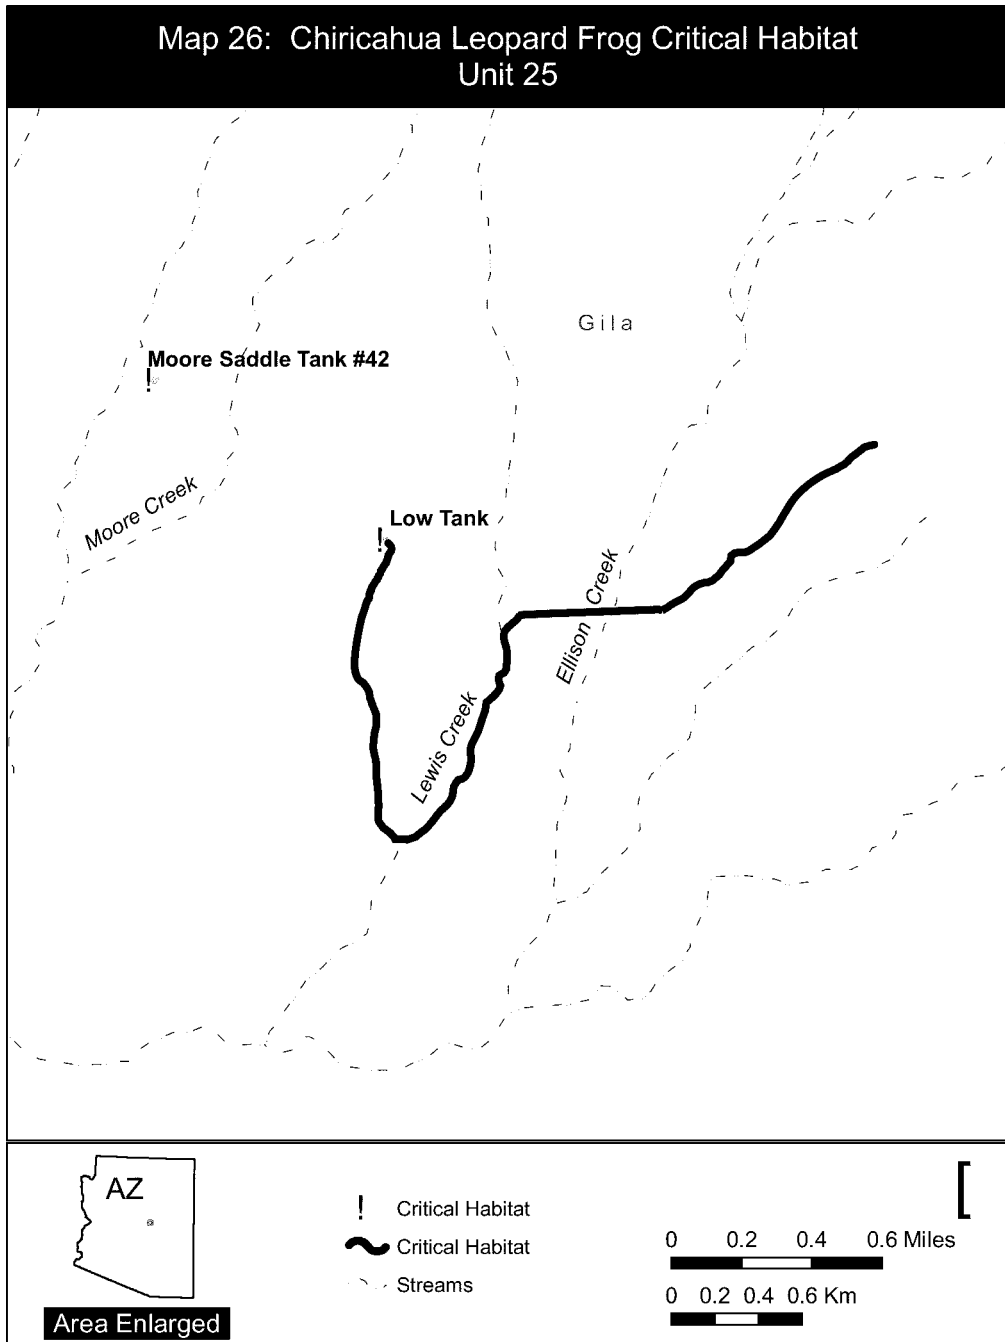 Map 26: Chiricahua Leopard Frog Critical Habitat
Unit 25
Gila
Moore Saddle Tank #42
!
Moore Creek
Low Tank
!
Ellison Creek
Lewis Creek
AZ
Area Enlarged
! Critical Habitat
Critical Habitat
Streams
[
0 0.2 0.4 0.6 Miles
0 0.2 0.4 0.6 Km